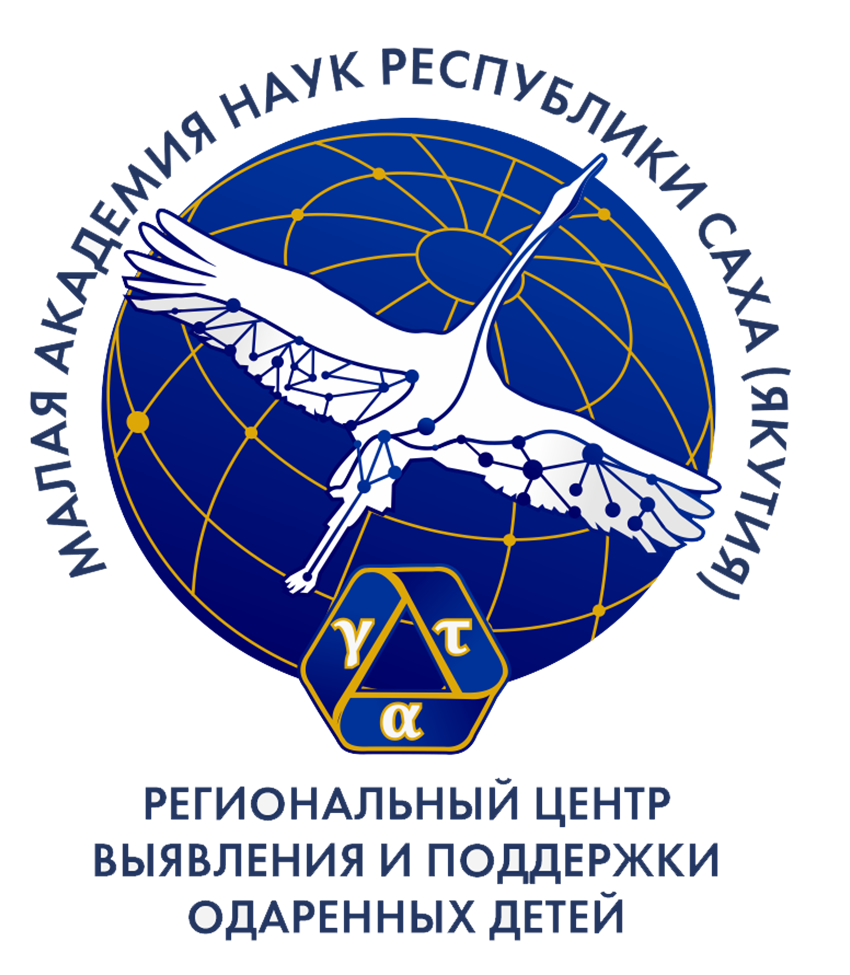 МАЛАЯ АКАДЕМИЯ НАУК РЕСПУБЛИКИ САХА (ЯКУТИЯ)
γ τ
α
РЕГИОНАЛЬНЫЙ ЦЕНТР
ВЫЯВЛЕНИЯ И ПОДДЕРЖКИ
ОДАРЕННЫХ ДЕТЕЙ